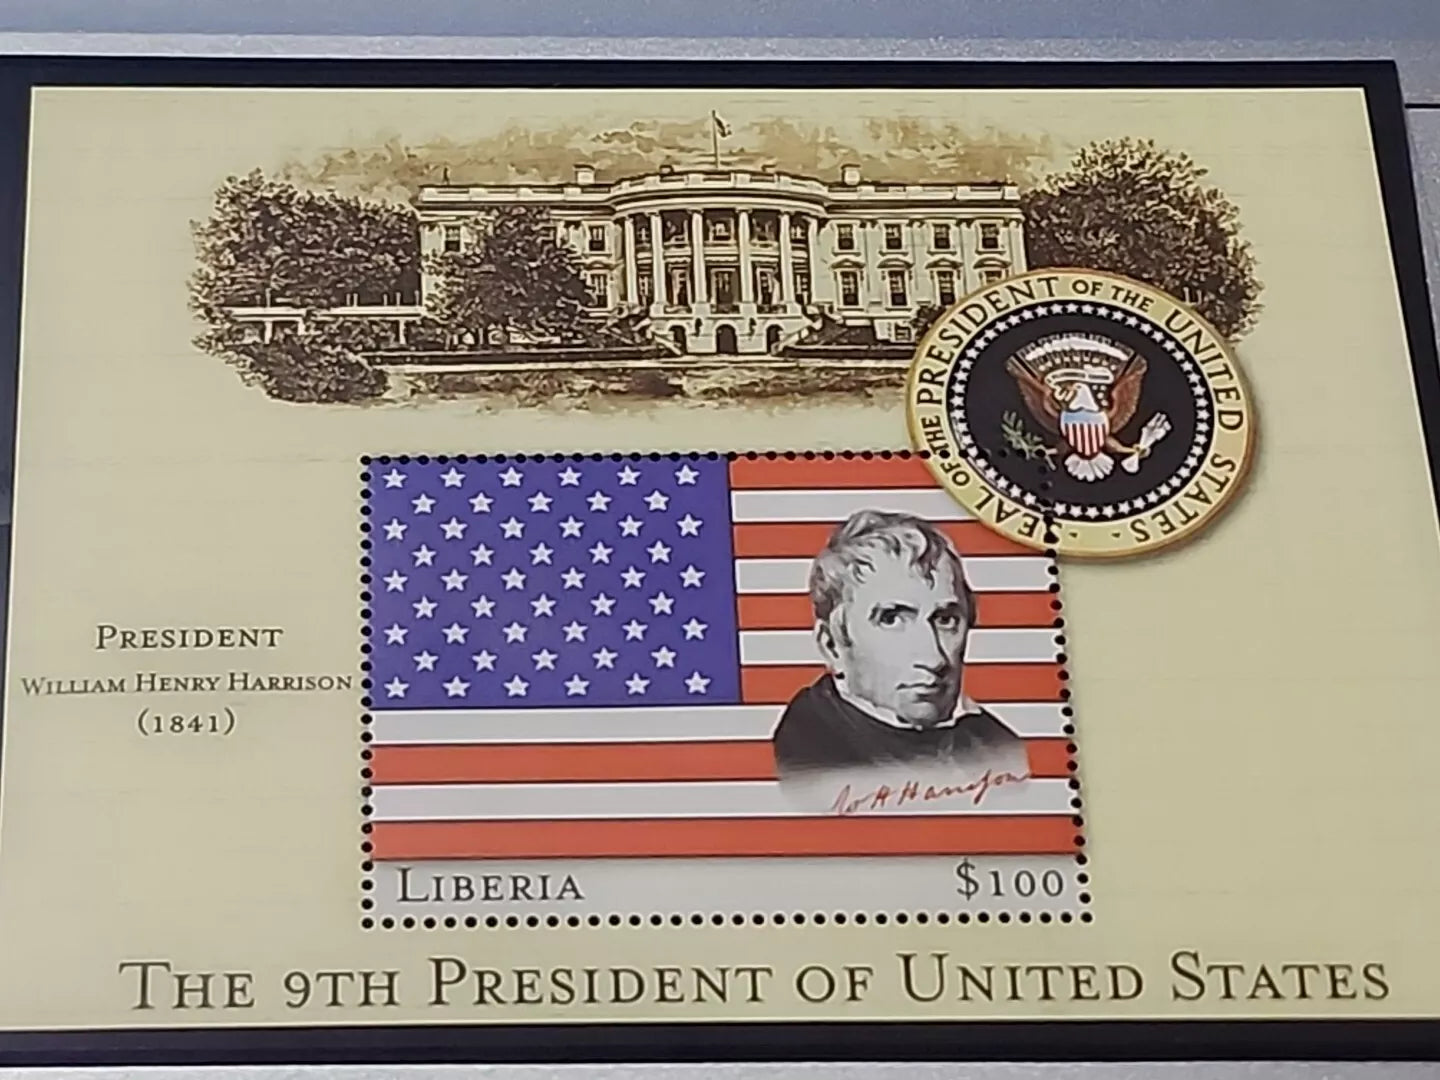 SEAL OF THE PRESIDENT OF THE UNITED STATES
PRESIDENT
WILLIAM HENRY HARRISON
(1841)
W H Harrison
LIBERIA
$100
THE 9TH PRESIDENT OF UNITED STATES